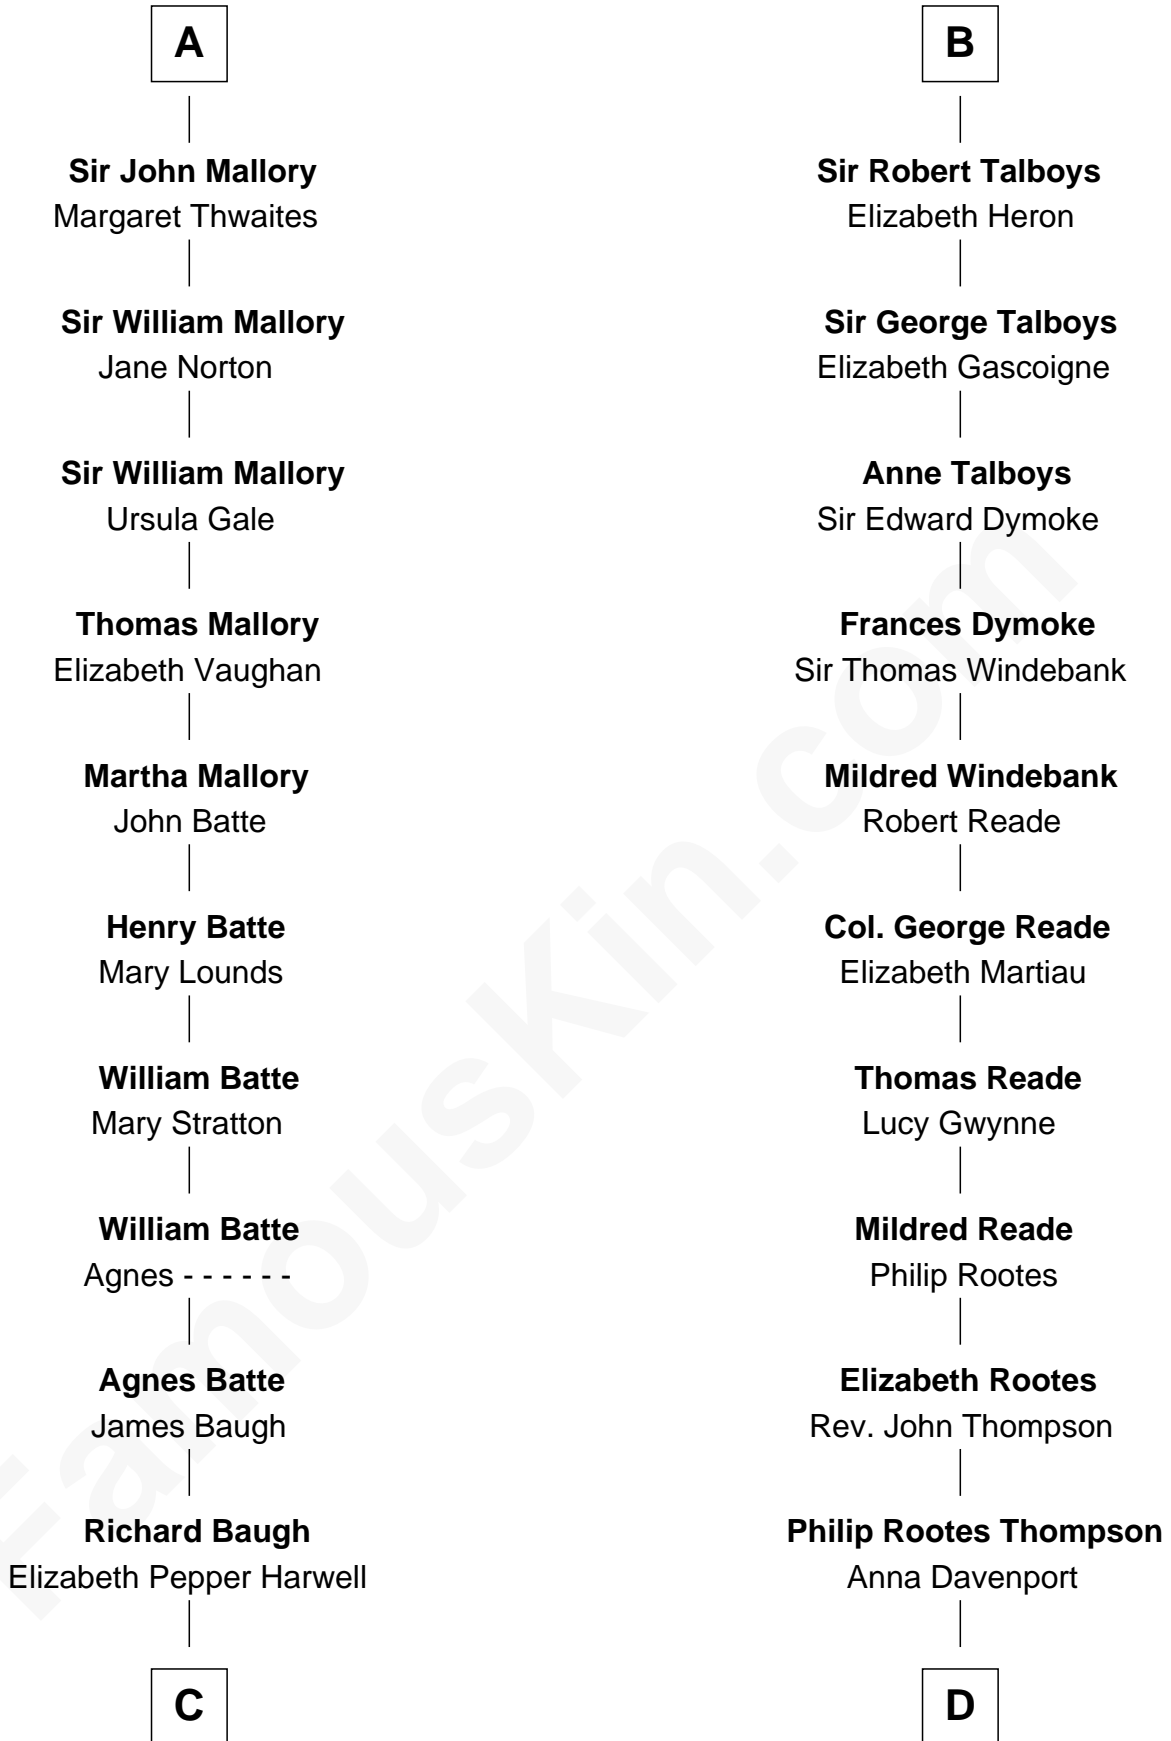 A
Sir John Mallory
Margaret Thwaites
Sir William Mallory
Jane Norton
Sir William Mallory
Ursula Gale
Thomas Mallory
Elizabeth Vaughan
Martha Mallory
John Batte
Henry Batte
Mary Lounds
William Batte
Mary Stratton
William Batte
Agnes - - - - - -
Agnes Batte
James Baugh
Richard Baugh
Elizabeth Pepper Harwell
C
B
Sir Robert Talboys
Elizabeth Heron
Sir George Talboys
Elizabeth Gascoigne
Anne Talboys
Sir Edward Dymoke
Frances Dymoke
Sir Thomas Windebank
Mildred Windebank
Robert Reade
Col. George Reade
Elizabeth Martiau
Thomas Reade
Lucy Gwynne
Mildred Reade
Philip Rootes
Elizabeth Rootes
Rev. John Thompson
Philip Rootes Thompson
Anna Davenport
D
FamousKin.com